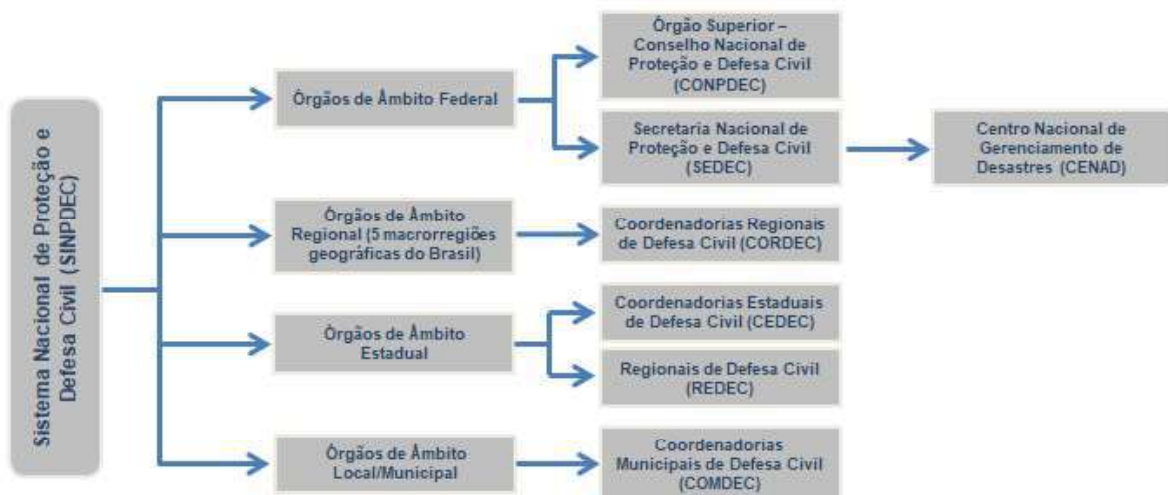 Sistema Nacional de Proteção e
Defesa Civil (SINPDEC)
Órgãos de Âmbito Federal
Órgão Superior –
Conselho Nacional de
Proteção e Defesa Civil
(CONPDEC)
Secretaria Nacional de
Proteção e Defesa Civil
(SEDEC)
Centro Nacional de
Gerenciamento de
Desastres (CENAD)
Órgãos de Âmbito
Regional (5 macrorregiões
geográficas do Brasil)
Coordenadorias Regionais
de Defesa Civil (CORDEC)
Órgãos de Âmbito
Estadual
Coordenadorias Estaduais
de Defesa Civil (CEDEC)
Regionais de Defesa Civil
(REDEC)
Órgãos de Âmbito
Local/Municipal
Coordenadorias
Municipais de Defesa Civil
(COMDEC)